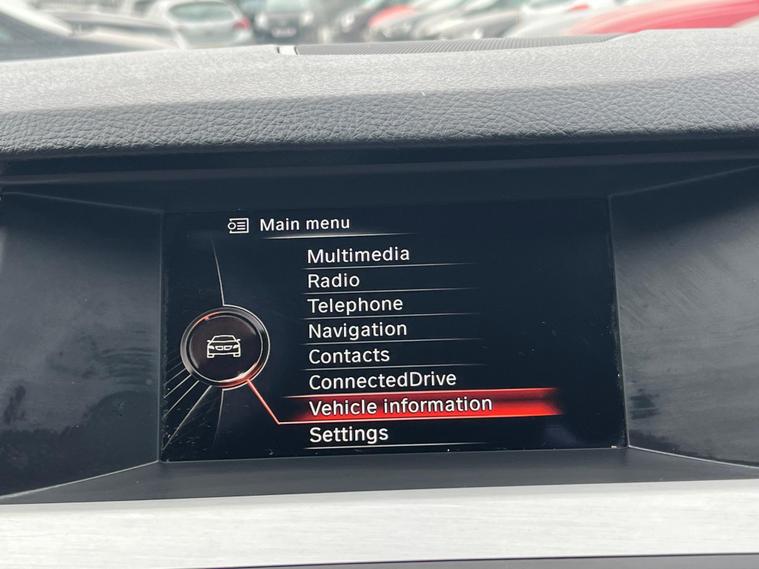 Main menu
Multimedia
Radio
Telephone
Navigation
Contacts
ConnectedDrive
Vehicle information
Settings